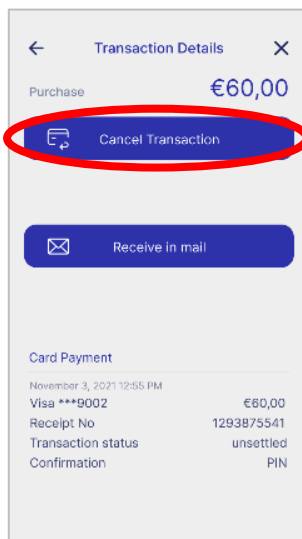 Transaction Details
Purchase €60,00
Cancel Transaction
Receive in mail
Card Payment
November 3, 2021 12:55 PM
Visa ***9002 €60,00
Receipt No 1293875541
Transaction status unsettled
Confirmation PIN